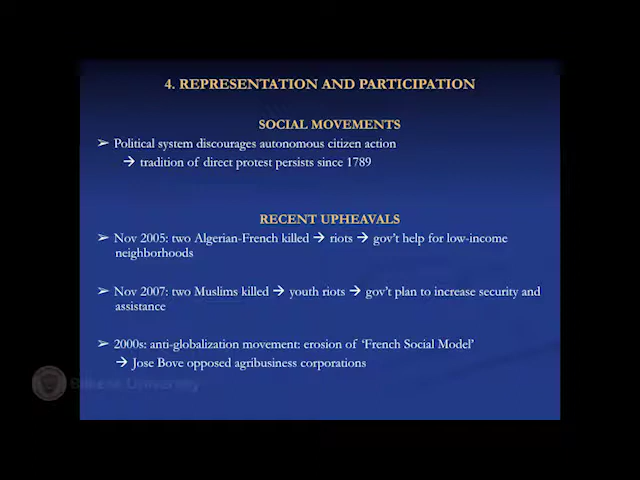 4. REPRESENTATION AND PARTICIPATION
SOCIAL MOVEMENTS
➢ Political system discourages autonomous citizen action
→ tradition of direct protest persists since 1789
RECENT UPHEAVALS
➢ Nov 2005: two Algerian-French killed → riots → gov't help for low-income
neighborhoods
➢ Nov 2007: two Muslims killed → youth riots → gov't plan to increase security and
assistance
➢ 2000s: anti-globalization movement: erosion of 'French Social Model'
→ Jose Bove opposed agribusiness corporations
University